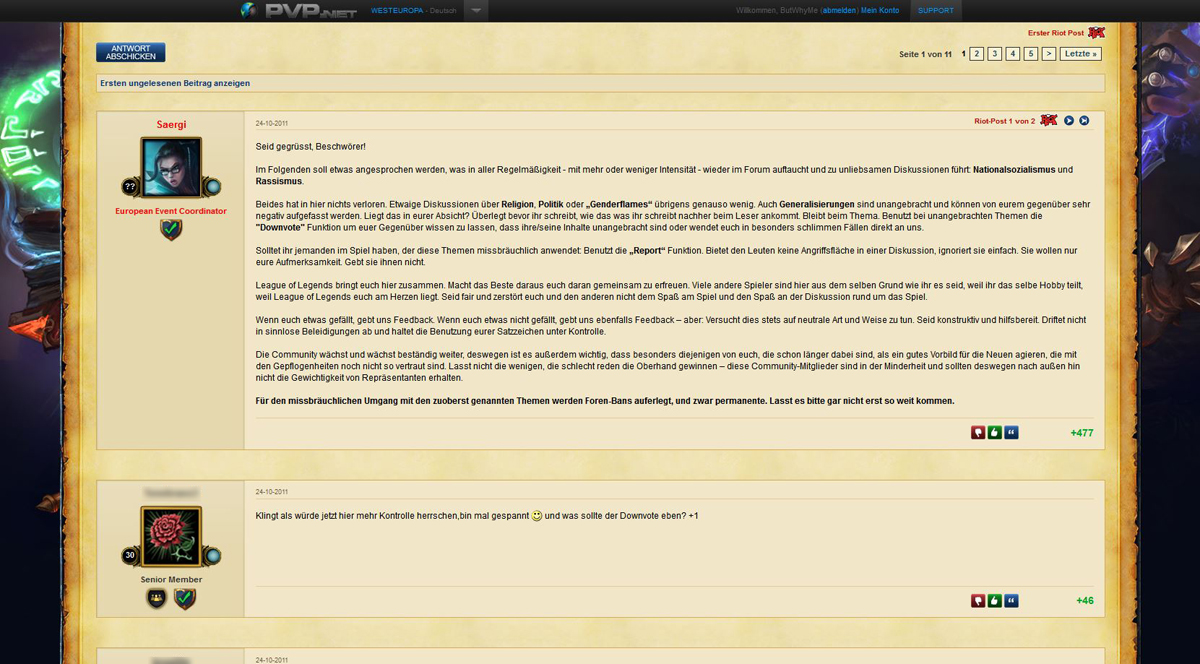 PVP.NET WESTEUROPA - Deutsch Willkommen, ButWhyMe (abmelden) Mein Konto SUPPORT
Erster Riot Post
ANTWORT
ABSCHICKEN
Seite 1 von 11 1 2 3 4 5 > Letzte »
Ersten ungelesenen Beitrag anzeigen
Saergi
??
European Event Coordinator
24-10-2011
Riot-Post 1 von 2
Seid gegrüsst, Beschwörer!
Im Folgenden soll etwas angesprochen werden, was in aller Regelmäßigkeit - mit mehr oder weniger Intensität - wieder im Forum auftaucht und zu unliebsamen Diskussionen führt: Nationalsozialismus und
Rassismus.
Beides hat in hier nichts verloren. Etwaige Diskussionen über Religion, Politik oder „Genderflames“ übrigens genauso wenig. Auch Generalisierungen sind unangebracht und können von eurem gegenüber sehr
negativ aufgefasst werden. Liegt das in eurer Absicht? Überlegt bevor ihr schreibt, wie das was ihr schreibt nachher beim Leser ankommt. Bleibt beim Thema. Benutzt bei unangebrachten Themen die
"Downvote" Funktion um euer Gegenüber wissen zu lassen, dass ihre/seine Inhalte unangebracht sind oder wendet euch in besonders schlimmen Fällen direkt an uns.
Solltet ihr jemanden im Spiel haben, der diese Themen missbräuchlich anwendet: Benutzt die „Report“ Funktion. Bietet den Leuten keine Angriffsfläche in einer Diskussion, ignoriert sie einfach. Sie wollen nur
eure Aufmerksamkeit. Gebt sie ihnen nicht.
League of Legends bringt euch hier zusammen. Macht das Beste daraus euch daran gemeinsam zu erfreuen. Viele andere Spieler sind hier aus dem selben Grund wie ihr es seid, weil ihr das selbe Hobby teilt,
weil League of Legends euch am Herzen liegt. Seid fair und zerstört euch und den anderen nicht dem Spaß am Spiel und den Spaß an der Diskussion rund um das Spiel.
Wenn euch etwas gefällt, gebt uns Feedback. Wenn euch etwas nicht gefällt, gebt uns ebenfalls Feedback – aber: Versucht dies stets auf neutrale Art und Weise zu tun. Seid konstruktiv und hilfsbereit. Driftet nicht
in sinnlose Beleidigungen ab und haltet die Benutzung eurer Satzzeichen unter Kontrolle.
Die Community wächst und wächst beständig weiter, deswegen ist es außerdem wichtig, dass besonders diejenigen von euch, die schon länger dabei sind, als ein gutes Vorbild für die Neuen agieren, die mit
den Gepflogenheiten noch nicht so vertraut sind. Lasst nicht die wenigen, die schlecht reden die Oberhand gewinnen – diese Community-Mitglieder sind in der Minderheit und sollten deswegen nach außen hin
nicht die Gewichtigkeit von Repräsentanten erhalten.
Für den missbräuchlichen Umgang mit den zuoberst genannten Themen werden Foren-Bans auferlegt, und zwar permanente. Lasst es bitte gar nicht erst so weit kommen.
+477
30
Senior Member
24-10-2011
Klingt als würde jetzt hier mehr Kontrolle herrschen,bin mal gespannt und was sollte der Downvote eben? +1
+46
24-10-2011